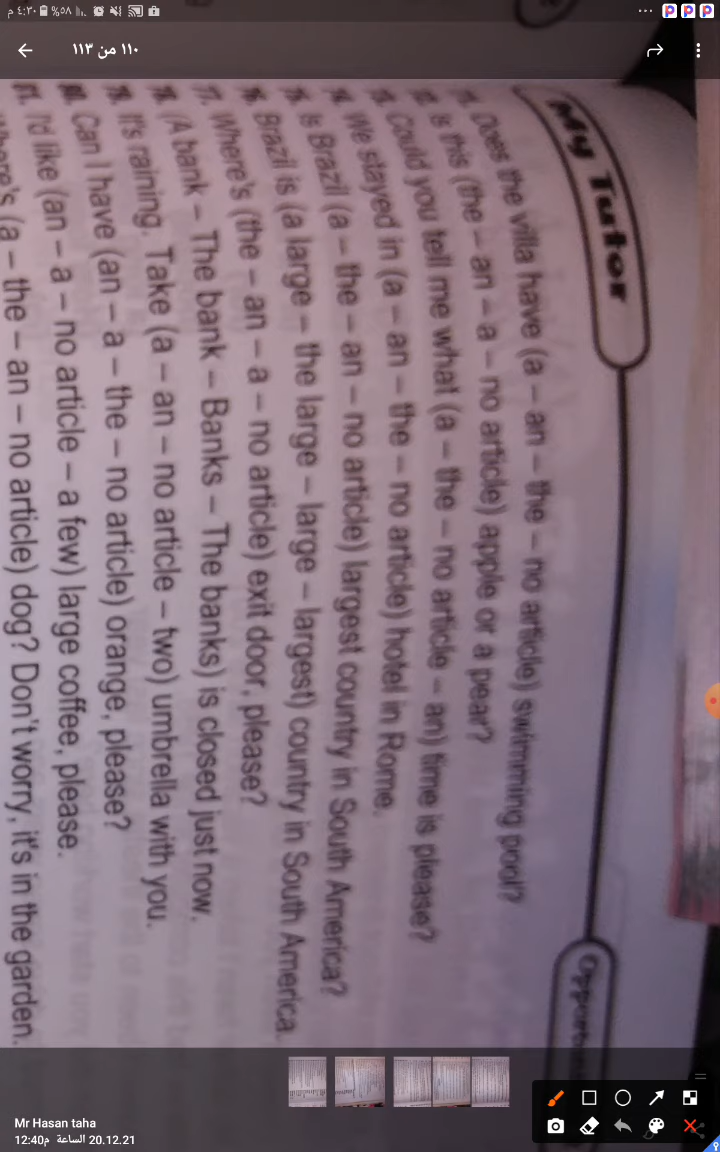 م ٤:٣٠ %٥٨
١١٠ من ١١٣
My Tutor
Does the villa have (a – an – the – no article) swimming pool?
Is this (the – an – a – no article) apple or a pear?
Could you tell me what (a – the – no article – an) time is please?
We stayed in (a – an – the – no article) hotel in Rome.
Is Brazil (a – the – an – no article) largest country in South America?
Brazil is (a large – the large – large – largest) country in South America.
Where's (the – an – a – no article) exit door, please?
(A bank – The bank – Banks – The banks) is closed just now.
It's raining. Take (a – an – no article – two) umbrella with you.
Can I have (an – a – the – no article) orange, please?
I'd like (an – a – no article – a few) large coffee, please.
(a – the – an – no article) dog? Don't worry, it's in the garden.
Mr Hasan taha
20.12.21 الساعة 12:40م